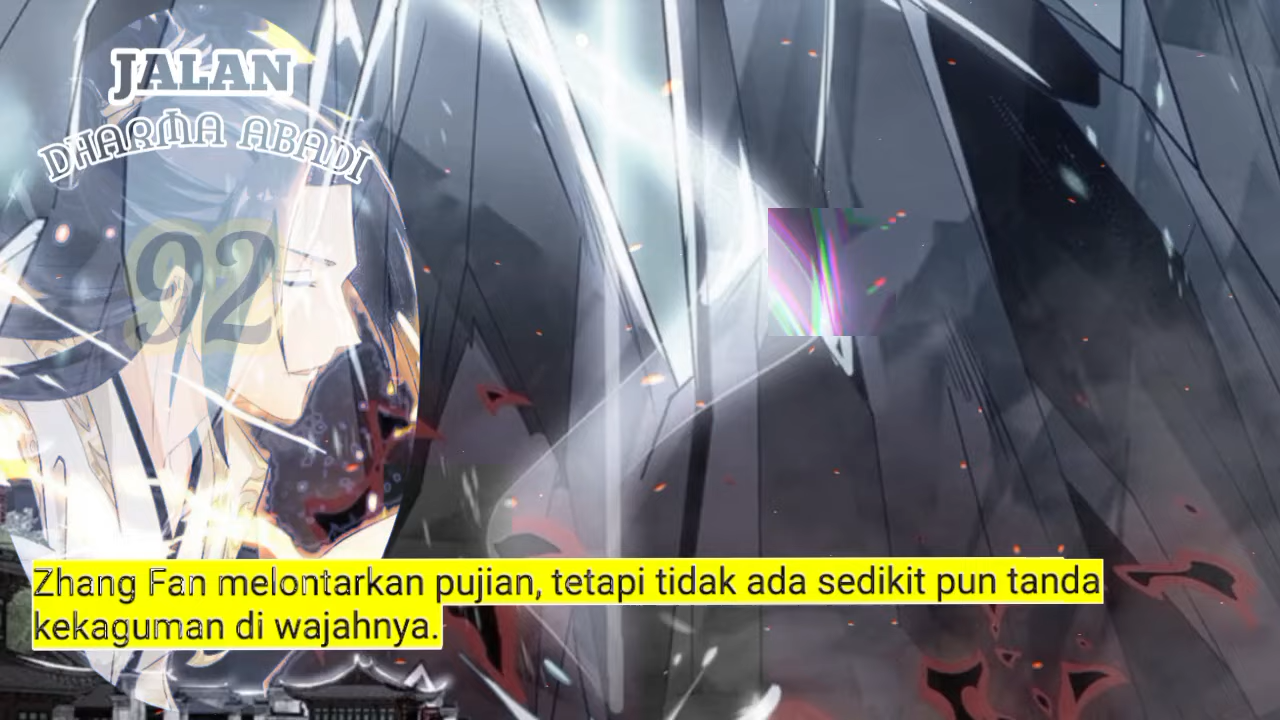 JALAN
DHARMA ABADI
92
Zhang Fan melontarkan pujian, tetapi tidak ada sedikit pun tanda
kekaguman di wajahnya.